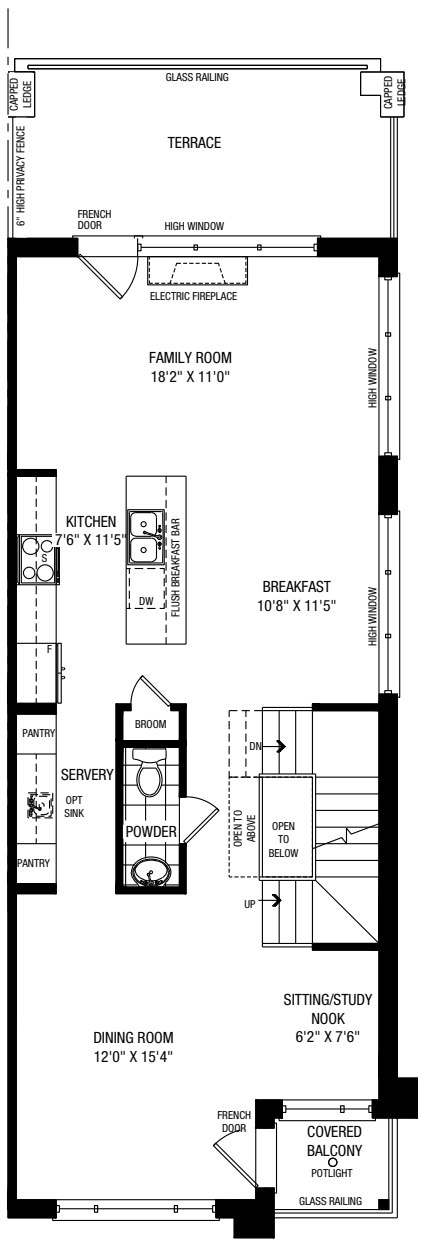 GLASS RAILING
CAPPED
LEDGE
CAPPED
LEDGE
TERRACE
6" HIGH PRIVACY FENCE
FRENCH
DOOR
HIGH WINDOW
ELECTRIC FIREPLACE
FAMILY ROOM
18'2" X 11'0"
HIGH WINDOW
KITCHEN
7'6" X 11'5"
S
FLUSH BREAKFAST BAR
DW
BREAKFAST
10'8" X 11'5"
HIGH WINDOW
F
BROOM
PANTRY
DN
SERVERY
OPT
SINK
POWDER
OPEN TO
ABOVE
OPEN
TO
BELOW
PANTRY
UP
SITTING/STUDY
NOOK
6'2" X 7'6"
DINING ROOM
12'0" X 15'4"
FRENCH
DOOR
COVERED
BALCONY
POTLIGHT
GLASS RAILING